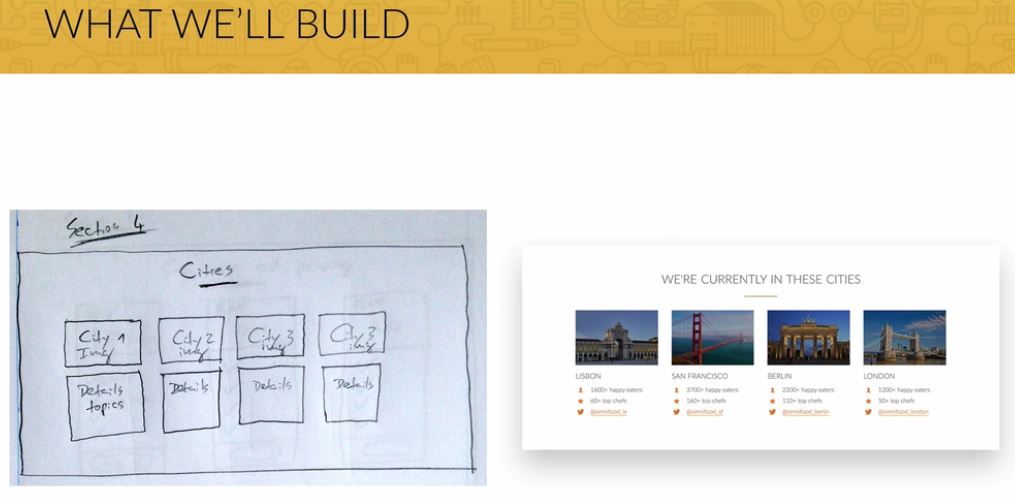 WHAT WE'LL BUILD
Section 4
Cities
City 1
Img
City 2
img
City 3
img
City 3
img
Details
topics
Details
Details
Details
WE'RE CURRENTLY IN THESE CITIES
LISBON
1600+ happy eaters
60+ top chefs
@omnifood_lx
SAN FRANCISCO
3700+ happy eaters
160+ top chefs
@omnifood_sf
BERLIN
2300+ happy eaters
110+ top chefs
@omnifood_berlin
LONDON
1200+ happy eaters
50+ top chefs
@omnifood_london